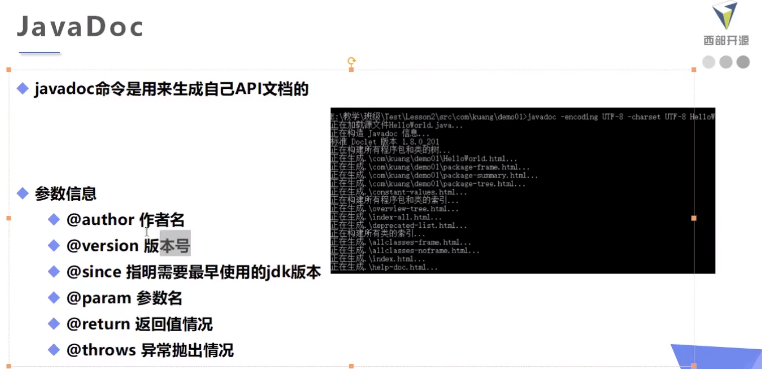 JavaDoc
西部开源
javadoc命令是用来生成自己API文档的
E:\教学\班级\Test\Lesson2\src\com\kuang\demo01>javadoc -encoding UTF-8 -charset UTF-8 HelloW
正在加载源文件HelloWorld.java...
正在构造 Javadoc 信息...
标准 Doclet 版本 1.8.0_201
正在构建所有程序包和类的树...
正在生成.\com\kuang\demo01\HelloWorld.html...
正在生成.\com\kuang\demo01\package-frame.html...
正在生成.\com\kuang\demo01\package-summary.html...
正在生成.\com\kuang\demo01\package-tree.html...
正在生成.\constant-values.html...
正在构建所有程序包和类的索引...
正在生成.\overview-tree.html...
正在生成.\index-all.html...
正在生成.\deprecated-list.html...
正在构建所有类的索引...
正在生成.\allclasses-frame.html...
正在生成.\allclasses-noframe.html...
正在生成.\index.html...
正在生成.\help-doc.html...
参数信息
@author 作者名
@version 版本号
@since 指明需要最早使用的jdk版本
@param 参数名
@return 返回值情况
@throws 异常抛出情况